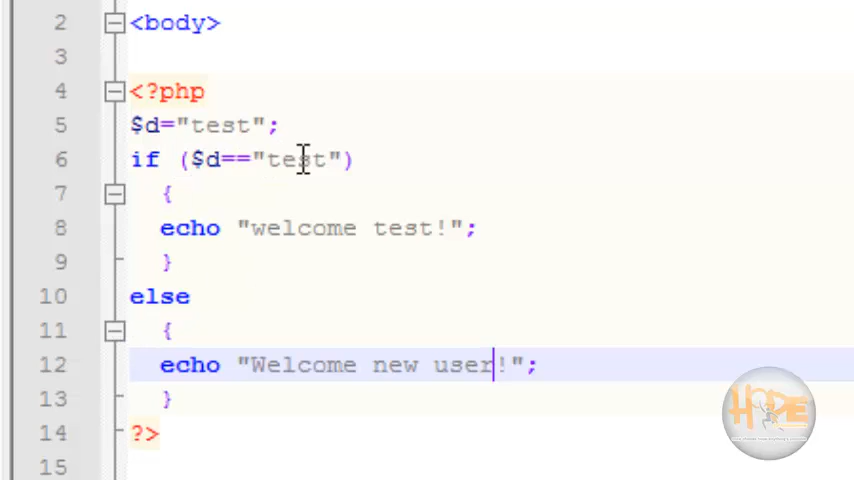 2 <body>
3
4 <?php
5 $d="test";
6 if ($d=="test")
7 {
8 echo "welcome test!";
9 }
10 else
11 {
12 echo "Welcome new user!";
13 }
14 ?>
15
HOPE